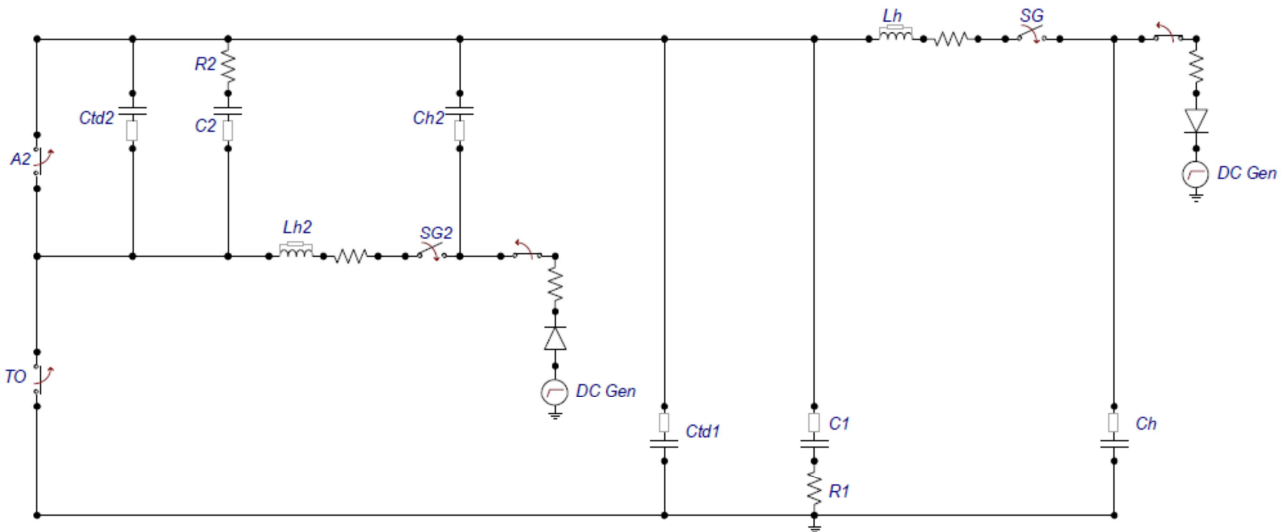 Lh
SG
R2
Ctd2
C2
Ch2
A2
DC Gen
Lh2
SG2
TO
DC Gen
Ctd1
C1
Ch
R1